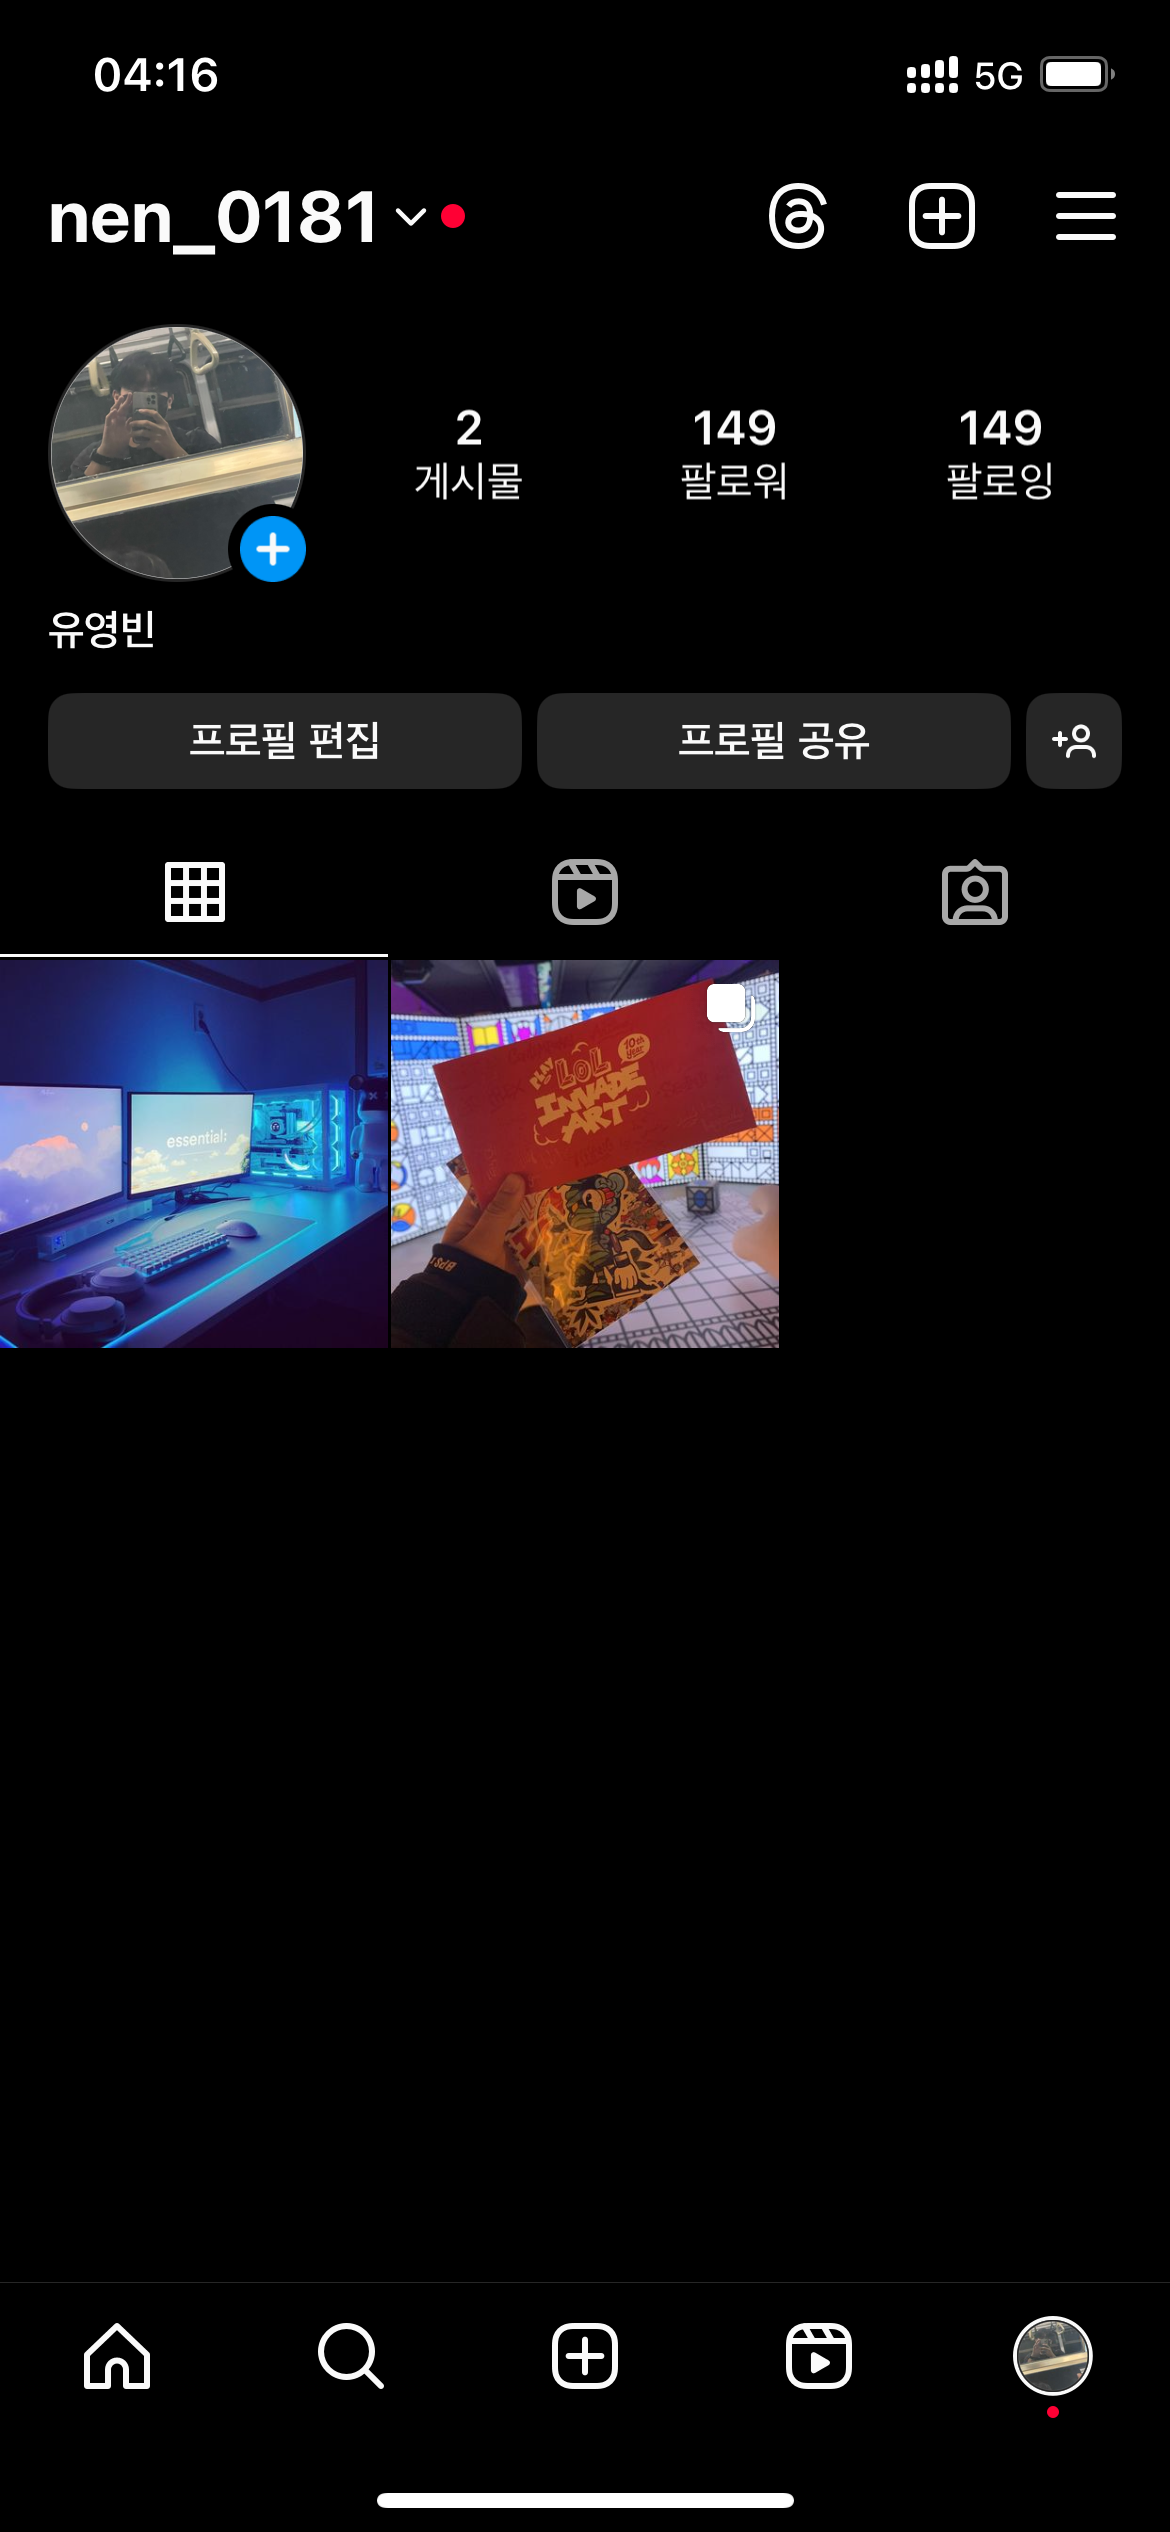 04:16
5G
nen_0181
2
게시물
149
팔로워
149
팔로잉
유영빈
프로필 편집
프로필 공유
essential;
PLAY
LOL
10th
Year
INVADE
ART